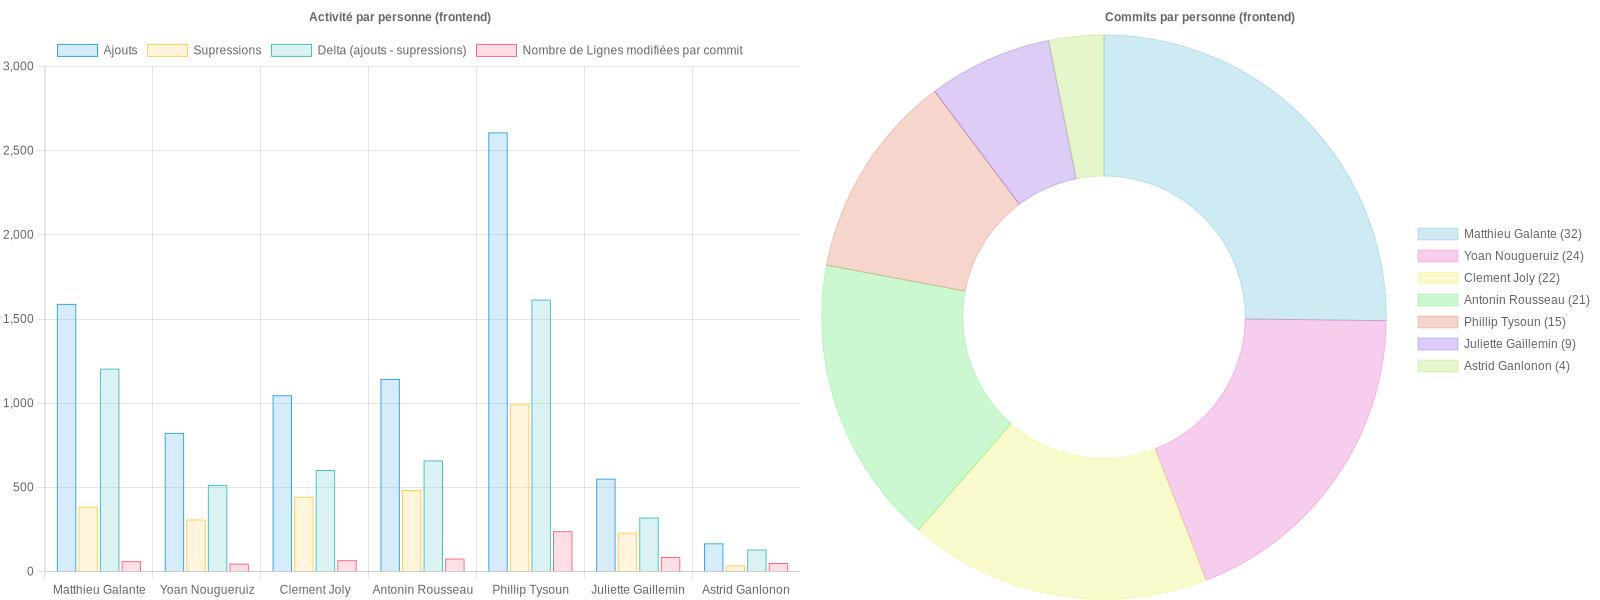 Activité par personne (frontend)
Ajouts
Supressions
Delta (ajouts - supressions)
Nombre de Lignes modifiées par commit
3,000
2,500
2,000
1,500
1,000
500
0
Matthieu Galante
Yoan Nougueruiz
Clement Joly
Antonin Rousseau
Phillip Tysoun
Juliette Gaillemin
Astrid Ganlonon
Commits par personne (frontend)
Matthieu Galante (32)
Yoan Nougueruiz (24)
Clement Joly (22)
Antonin Rousseau (21)
Phillip Tysoun (15)
Juliette Gaillemin (9)
Astrid Ganlonon (4)